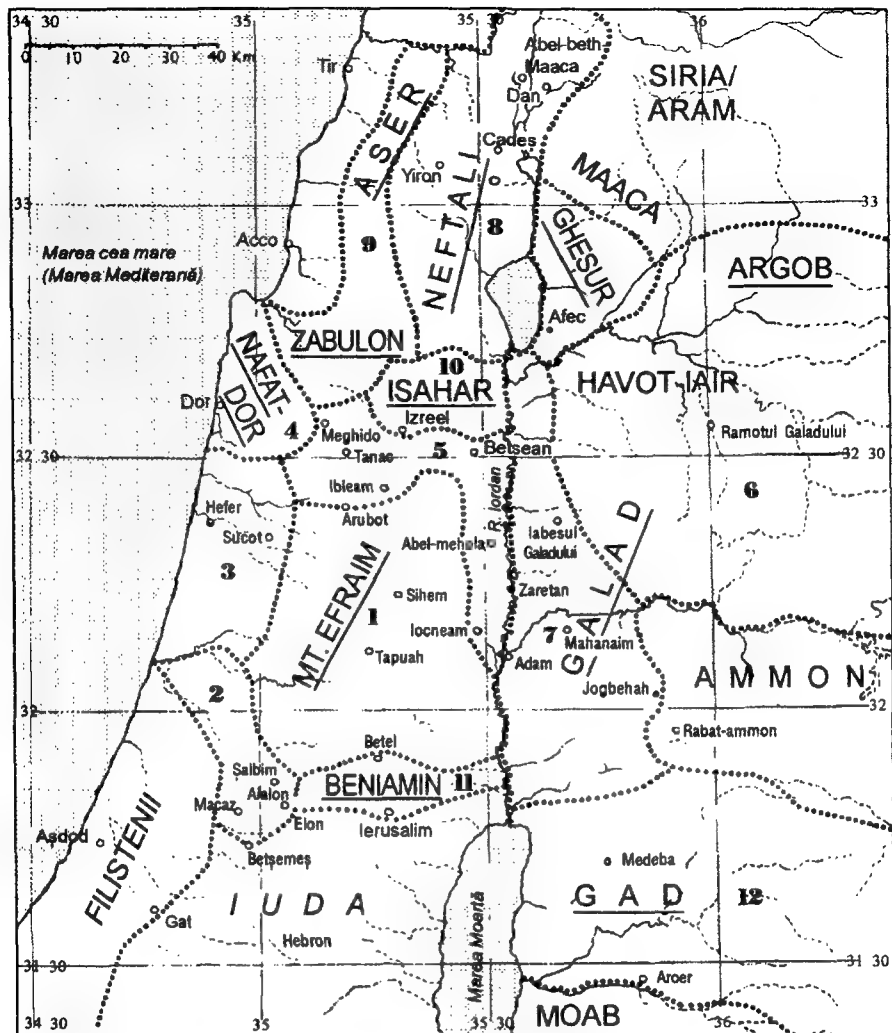 34 30
35
35 30
36
0 10 20 30 40 Km
Tir
Abel-beth
Maaca
Dan
SIRIA/
ARAM
Cades
ASER
Yiron
NEFTALI
MAACA
33
33
8
GHESUR
9
Acco
Marea cea mare
(Marea Mediterană)
ARGOB
Afec
ZABULON
NAFAT-
DOR
10
ISAHAR
HAVOT-IAIR
Dor
4
Meghido
Izreel
Ramotul Galadului
5
Tanac
Betsean
32 30
32 30
Ibleam
6
Hefer
Arubot
R. Iordan
Iabesul
Galadului
Sucot
Abel-mehola
3
GALAD
MT. EFRAIM
Sihem
Zaretan
1
Iocneam
7
Mahanaim
Tapuah
Adam
AMMON
2
Jogbehah
32
32
Rabat-ammon
Betel
Salbim
BENIAMIN
11
Aialon
Macaz
Elon
Ierusalim
Asdod
Betsemeș
FILISTENII
Medeba
IUDA
GAD
12
Gat
Hebron
Marea Moartă
31 30
31 30
Aroer
MOAB
34 30
35
35 30
36